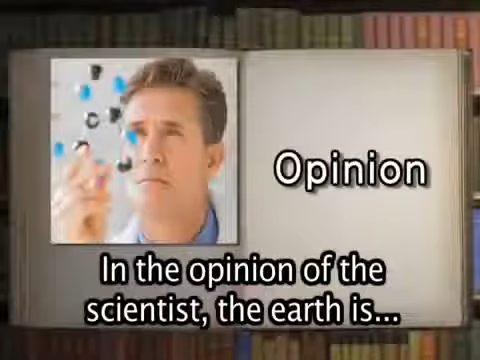 Opinion
In the opinion of the
scientist, the earth is...